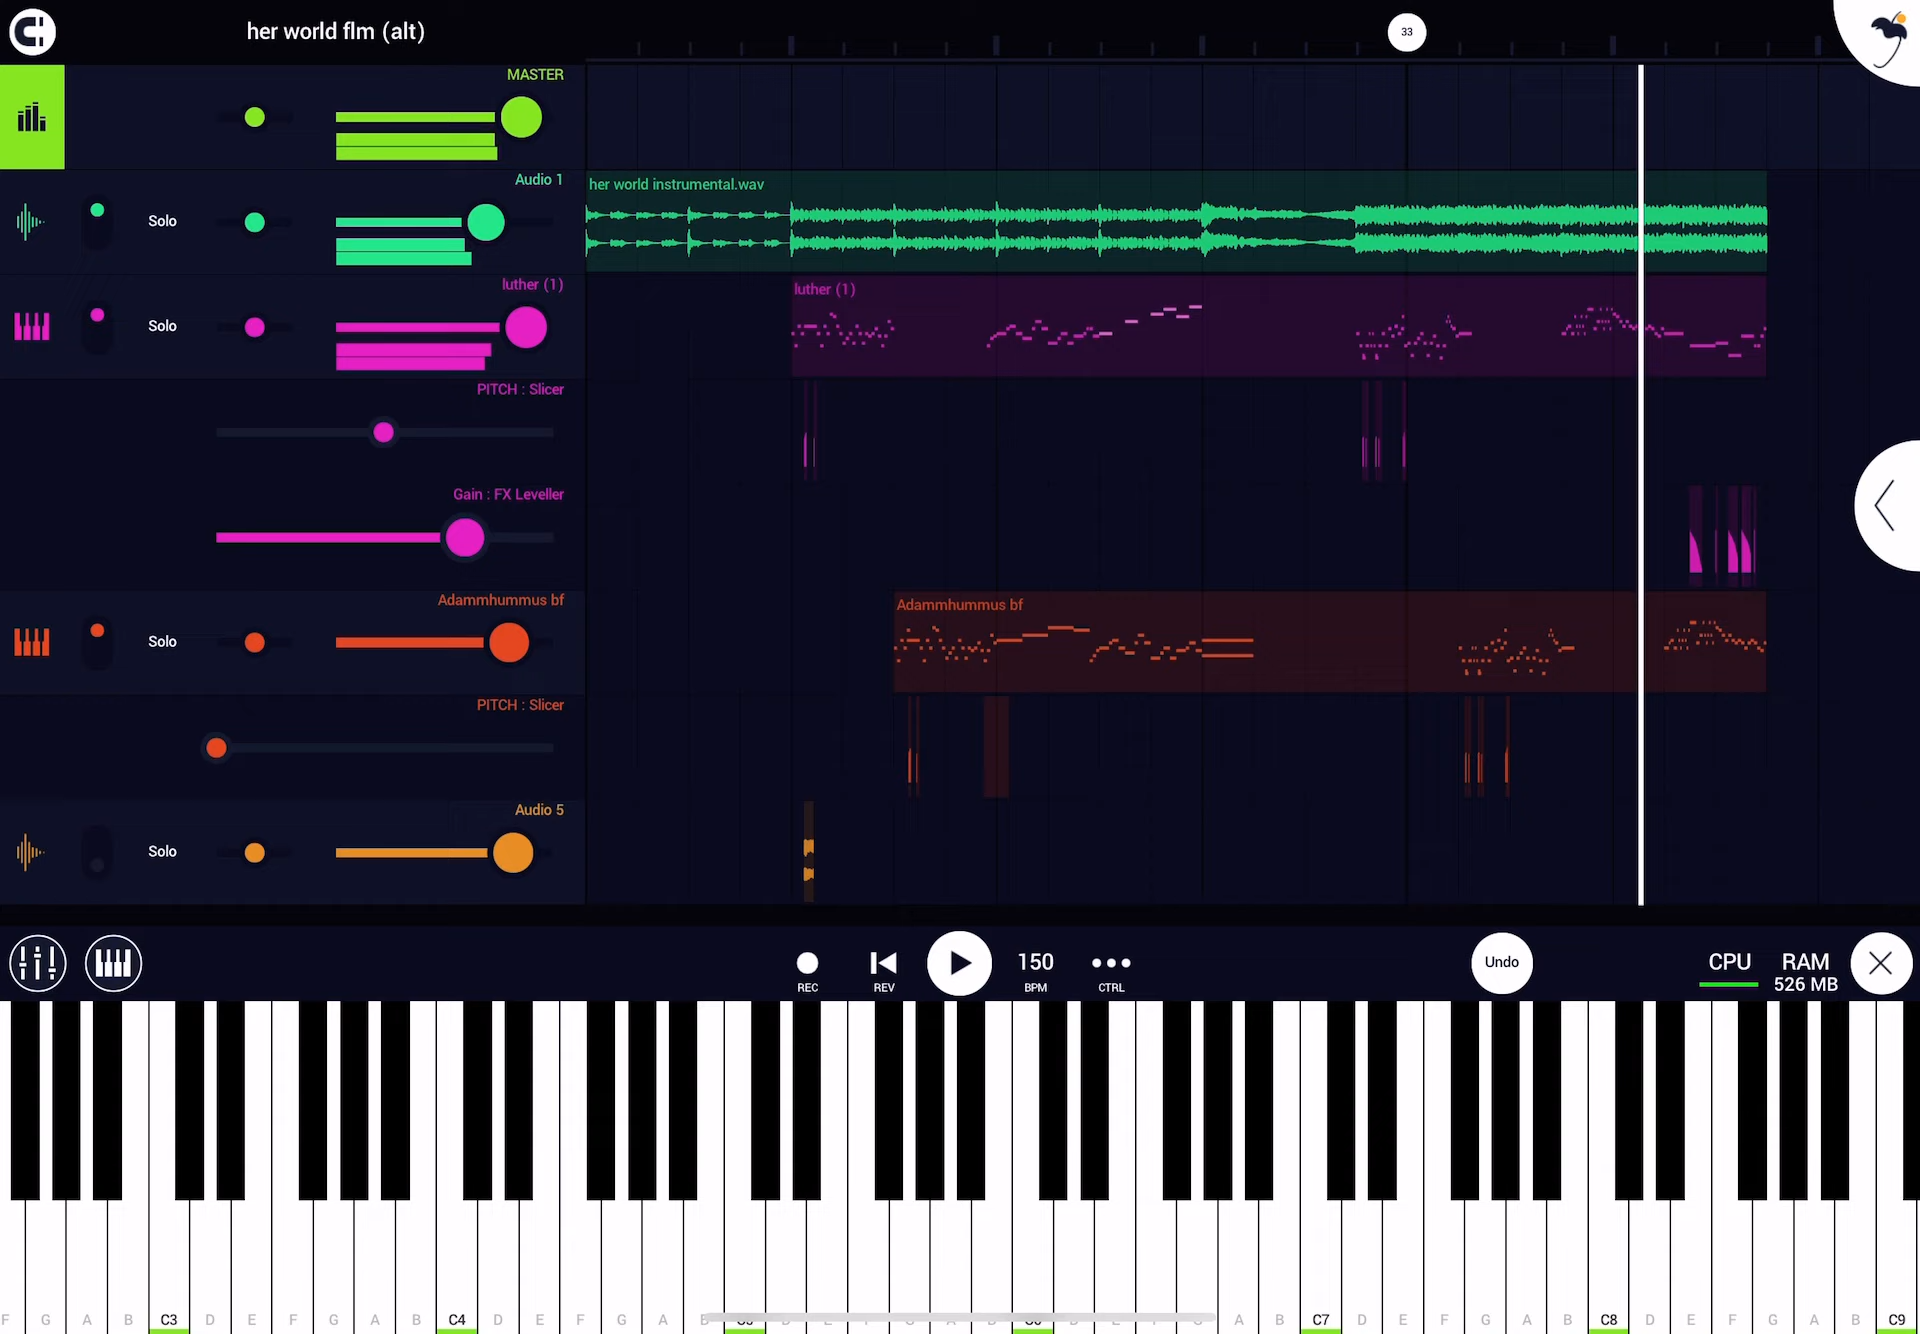 her world flm (alt)
33
MASTER
Audio 1
Solo
her world instrumental.wav
luther (1)
Solo
luther (1)
PITCH : Slicer
Gain : FX Leveller
Adammhummus bf
Solo
Adammhummus bf
PITCH : Slicer
Audio 5
Solo
REC
REV
150
BPM
CTRL
Undo
CPU
RAM
526 MB
F G A B C3 D E F G A B C4 D E F G A
A B C7 D E F G A B C8 D E F G A B C9